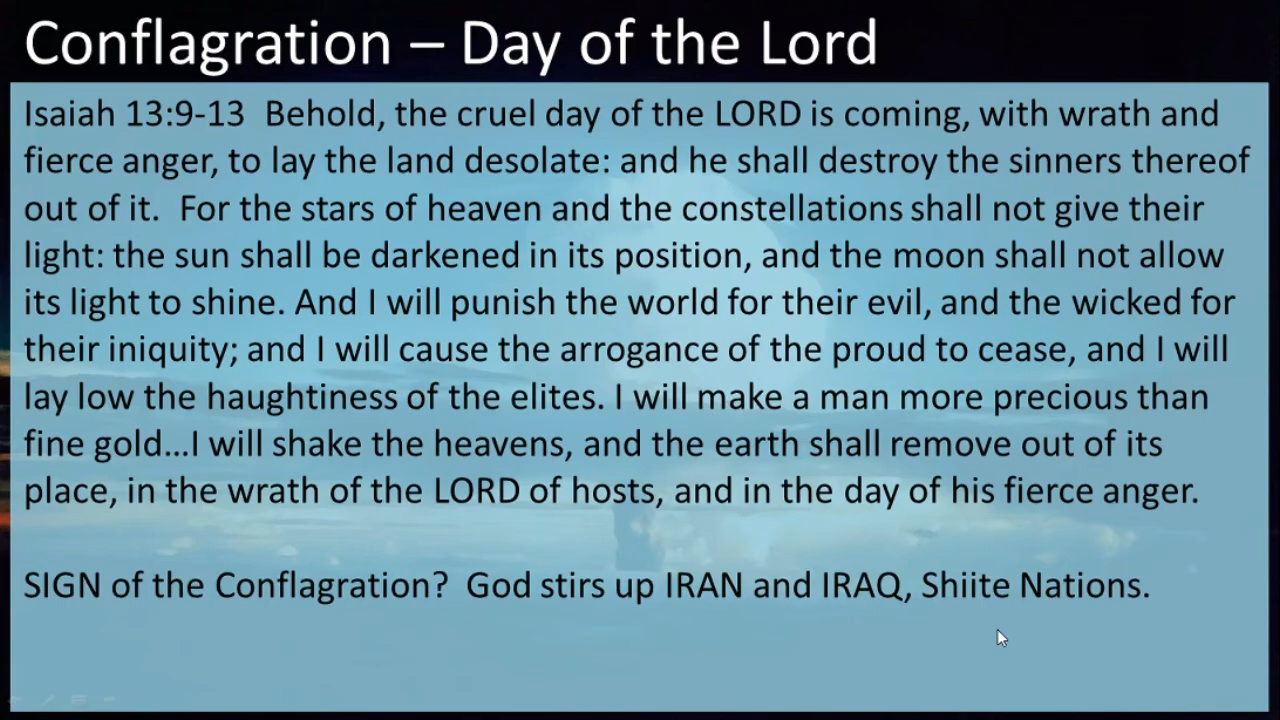 Conflagration – Day of the Lord
Isaiah 13:9-13  Behold, the cruel day of the LORD is coming, with wrath and
fierce anger, to lay the land desolate: and he shall destroy the sinners thereof
out of it.  For the stars of heaven and the constellations shall not give their
light: the sun shall be darkened in its position, and the moon shall not allow
its light to shine. And I will punish the world for their evil, and the wicked for
their iniquity; and I will cause the arrogance of the proud to cease, and I will
lay low the haughtiness of the elites. I will make a man more precious than
fine gold…I will shake the heavens, and the earth shall remove out of its
place, in the wrath of the LORD of hosts, and in the day of his fierce anger.
SIGN of the Conflagration?  God stirs up IRAN and IRAQ, Shiite Nations.